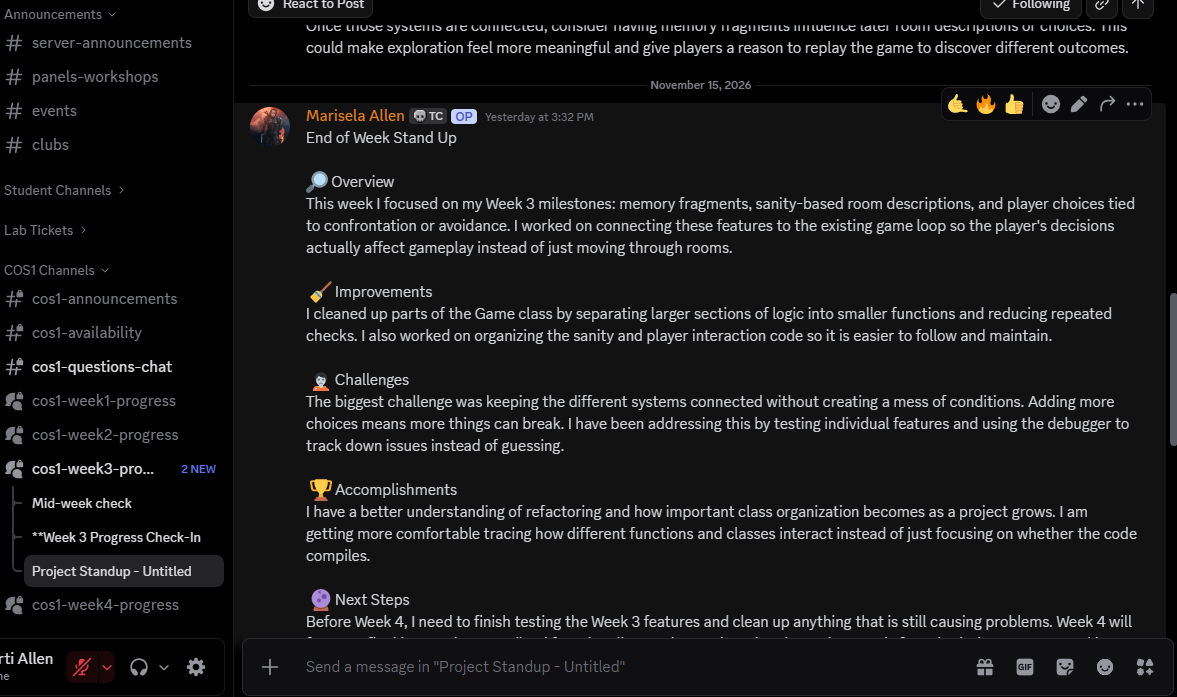 Announcements
server-announcements
panels-workshops
events
clubs
Student Channels
Lab Tickets
COS1 Channels
cos1-announcements
cos1-availability
cos1-questions-chat
cos1-week1-progress
cos1-week2-progress
cos1-week3-pro... 2 NEW
Mid-week check
**Week 3 Progress Check-In
Project Standup - Untitled
cos1-week4-progress
rti Allen
React to Post
Following
Once those systems are connected, consider having memory fragments influence later room descriptions or choices. This
could make exploration feel more meaningful and give players a reason to replay the game to discover different outcomes.
November 15, 2026
Marisela Allen TC OP Yesterday at 3:32 PM
End of Week Stand Up
🔎 Overview
This week I focused on my Week 3 milestones: memory fragments, sanity-based room descriptions, and player choices tied
to confrontation or avoidance. I worked on connecting these features to the existing game loop so the player's decisions
actually affect gameplay instead of just moving through rooms.
🧹 Improvements
I cleaned up parts of the Game class by separating larger sections of logic into smaller functions and reducing repeated
checks. I also worked on organizing the sanity and player interaction code so it is easier to follow and maintain.
Challenges
The biggest challenge was keeping the different systems connected without creating a mess of conditions. Adding more
choices means more things can break. I have been addressing this by testing individual features and using the debugger to
track down issues instead of guessing.
🏆 Accomplishments
I have a better understanding of refactoring and how important class organization becomes as a project grows. I am
getting more comfortable tracing how different functions and classes interact instead of just focusing on whether the code
compiles.
🔮 Next Steps
Before Week 4, I need to finish testing the Week 3 features and clean up anything that is still causing problems. Week 4 will
Send a message in "Project Standup - Untitled"
GIF